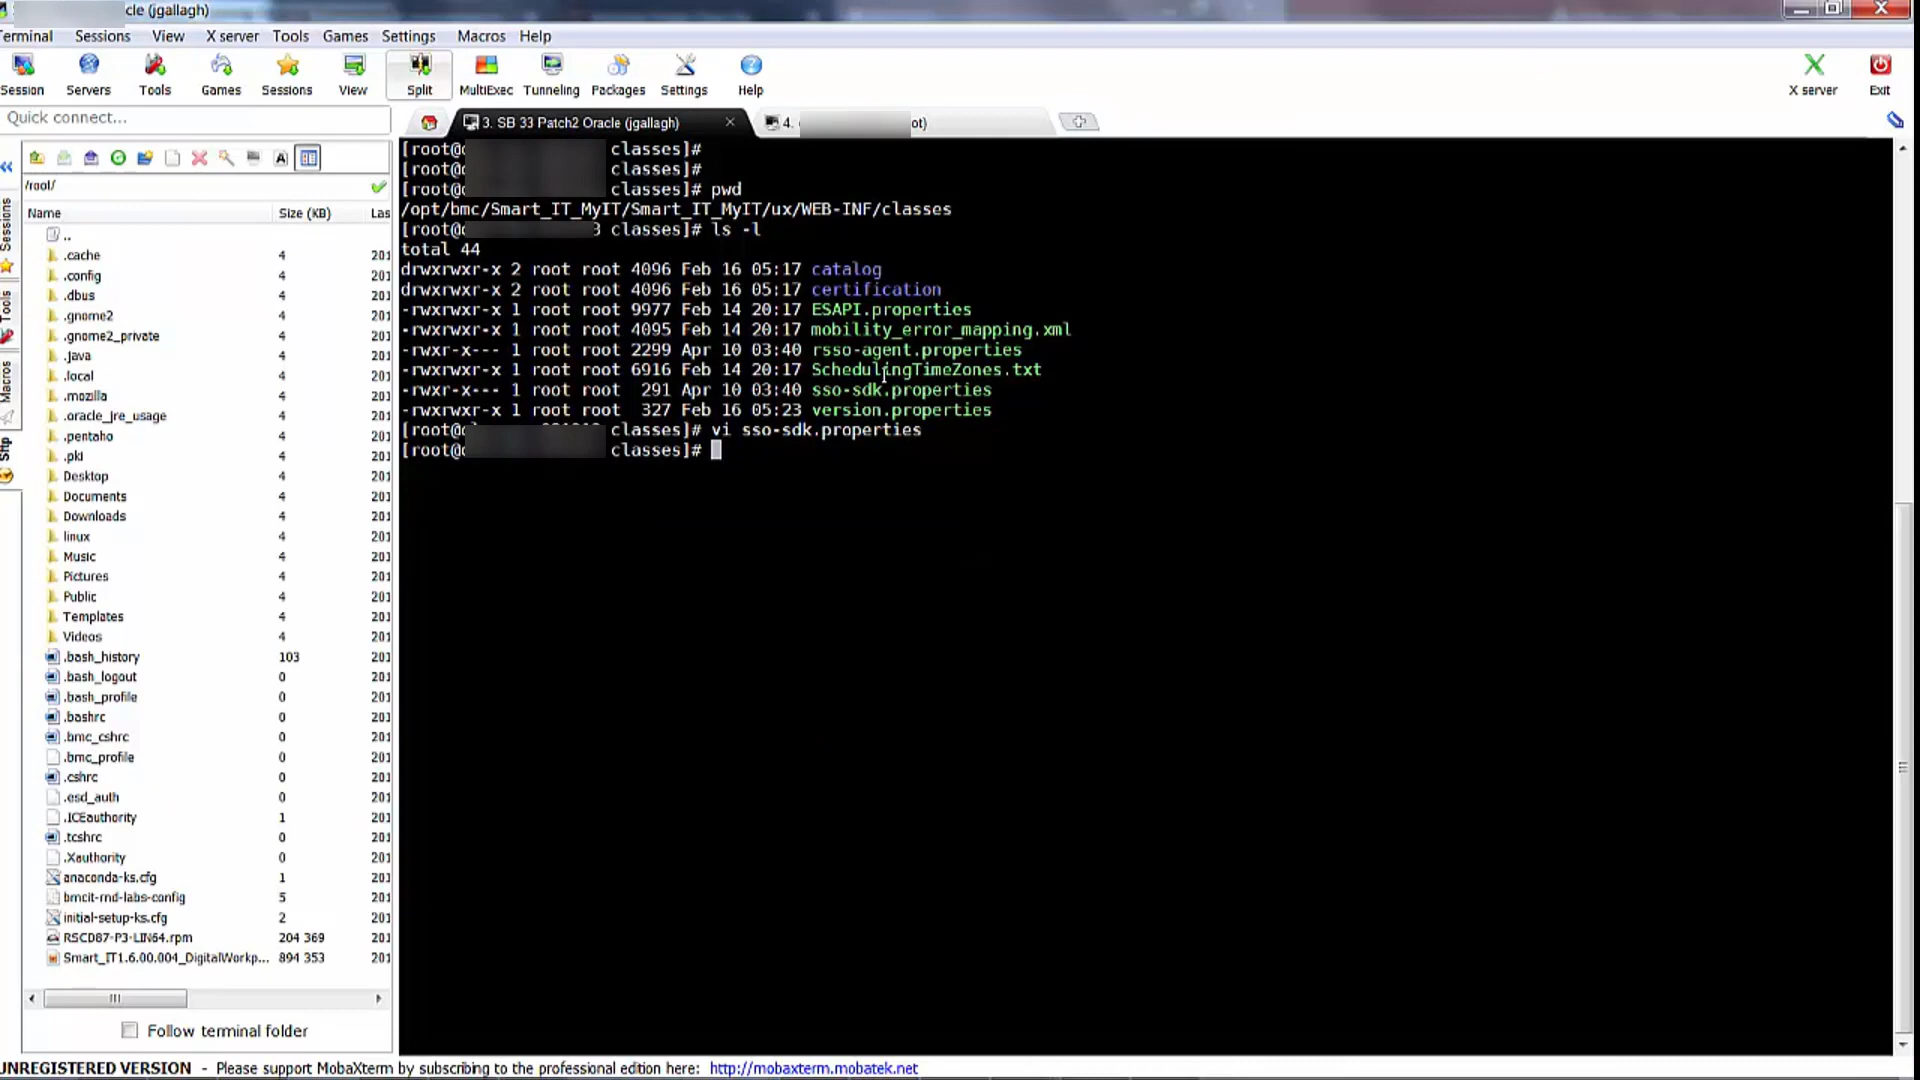 cle (jgallagh)
Terminal Sessions View X server Tools Games Settings Macros Help
Session Servers Tools Games Sessions View Split MultiExec Tunneling Packages Settings Help X server Exit
Quick connect...
3. SB 33 Patch2 Oracle (jgallagh)
4. ot)
/root/
Name Size (KB) Las
..
.cache 4 201
.config 4 201
.dbus 4 201
.gnome2 4 201
.gnome2_private 4 201
.java 4 201
.local 4 201
.mozilla 4 201
.oracle_jre_usage 4 201
.pentaho 4 201
.pki 4 201
Desktop 4 201
Documents 4 201
Downloads 4 201
linux 4 201
Music 4 201
Pictures 4 201
Public 4 201
Templates 4 201
Videos 4 201
.bash_history 103 201
.bash_logout 0 201
.bash_profile 0 201
.bashrc 0 201
.bmc_cshrc 0 201
.bmc_profile 0 201
.cshrc 0 201
.esd_auth 0 201
.ICEauthority 1 201
.tcshrc 0 201
.Xauthority 0 201
anaconda-ks.cfg 1 201
bmcit-rnd-labs-config 5 201
initial-setup-ks.cfg 2 201
RSCD87-P3-LIN64.rpm 204 369 201
Smart_IT1.6.00.004_DigitalWorkp... 894 353 201
Follow terminal folder
Sessions
Tools
Macros
Sftp
[root@ classes]#
[root@ classes]#
[root@ classes]# pwd
/opt/bmc/Smart_IT_MyIT/Smart_IT_MyIT/ux/WEB-INF/classes
[root@ 3 classes]# ls -l
total 44
drwxrwxr-x 2 root root 4096 Feb 16 05:17 catalog
drwxrwxr-x 2 root root 4096 Feb 16 05:17 certification
-rwxrwxr-x 1 root root 9977 Feb 14 20:17 ESAPI.properties
-rwxrwxr-x 1 root root 4095 Feb 14 20:17 mobility_error_mapping.xml
-rwxr-x--- 1 root root 2299 Apr 10 03:40 rsso-agent.properties
-rwxrwxr-x 1 root root 6916 Feb 14 20:17 SchedulingTimeZones.txt
-rwxr-x--- 1 root root 291 Apr 10 03:40 sso-sdk.properties
-rwxrwxr-x 1 root root 327 Feb 16 05:23 version.properties
[root@ classes]# vi sso-sdk.properties
[root@ classes]#
UNREGISTERED VERSION - Please support MobaXterm by subscribing to the professional edition here: http://mobaxterm.mobatek.net